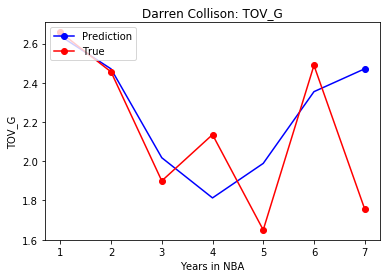 Darren Collison: TOV_G
Prediction
True
2.6
2.4
2.2
2.0
1.8
1.6
TOV_G
1
2
3
4
5
6
7
Years in NBA